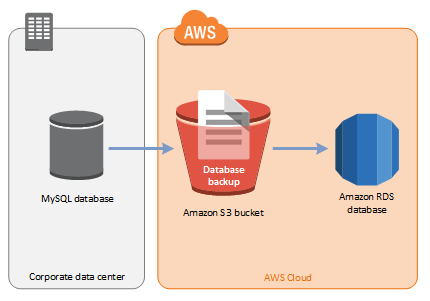 AWS
Database
backup
MySQL database
Amazon S3 bucket
Amazon RDS
database
Corporate data center
AWS Cloud